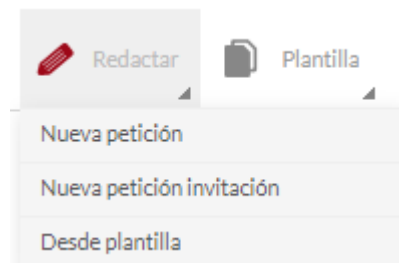 Redactar
Plantilla
Nueva petición
Nueva petición invitación
Desde plantilla